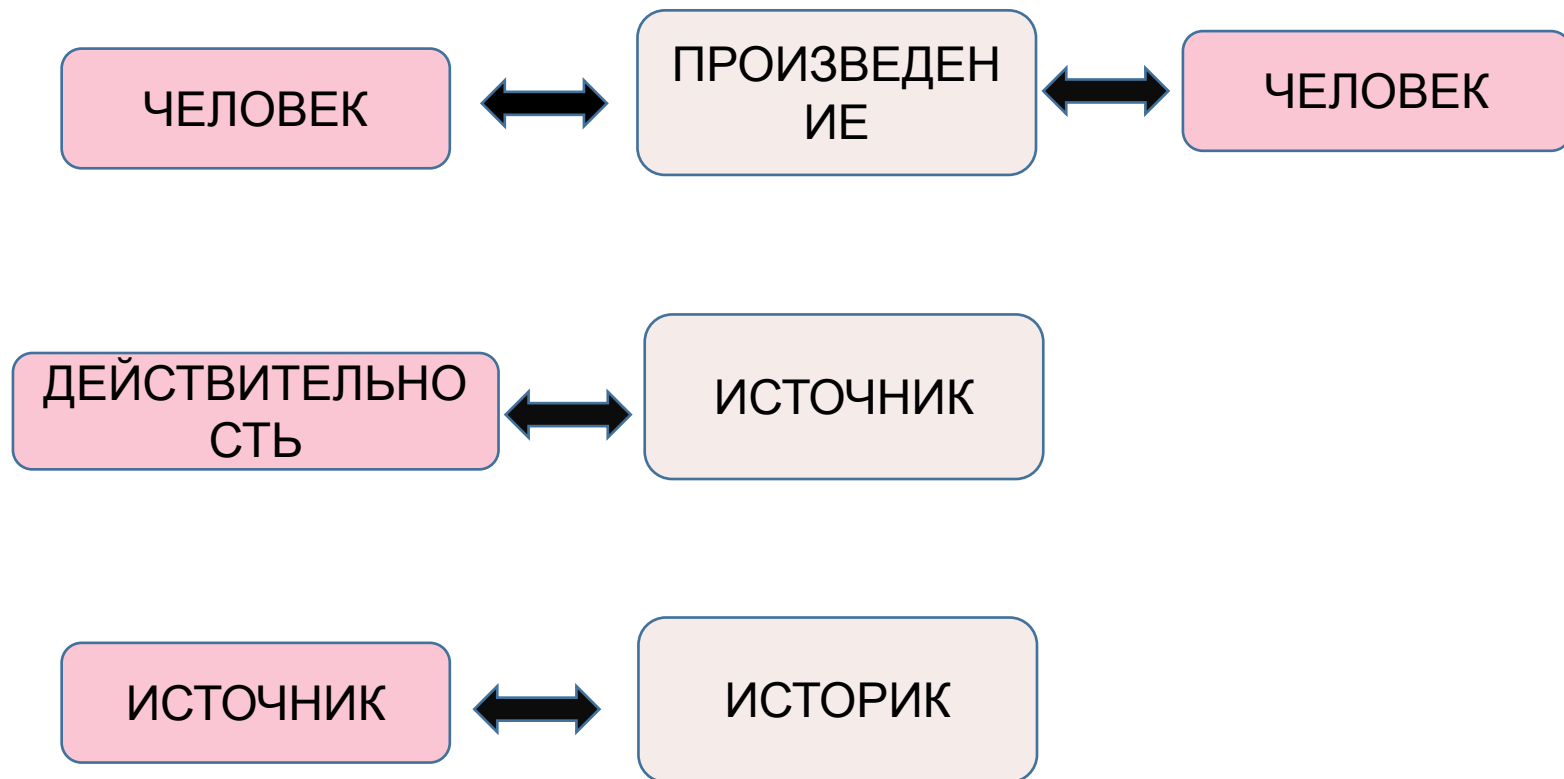 ЧЕЛОВЕК
ПРОИЗВЕДЕН
ИЕ
ЧЕЛОВЕК
ДЕЙСТВИТЕЛЬНО
СТЬ
ИСТОЧНИК
ИСТОЧНИК
ИСТОРИК